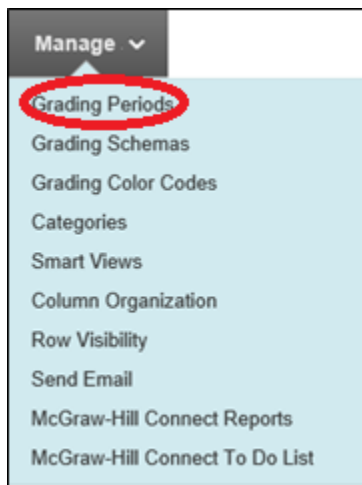 Manage
Grading Periods
Grading Schemas
Grading Color Codes
Categories
Smart Views
Column Organization
Row Visibility
Send Email
McGraw-Hill Connect Reports
McGraw-Hill Connect To Do List